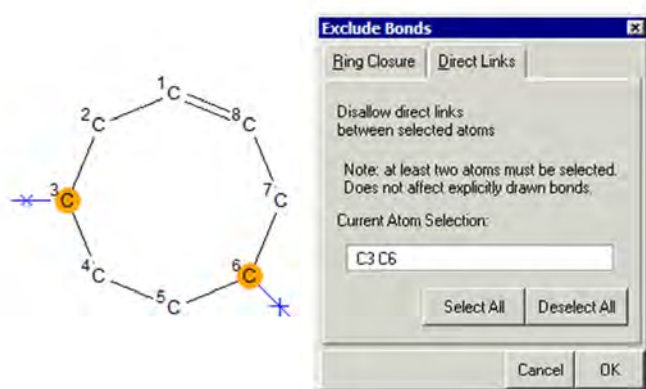 1 C
2 C
8 C
3 C
7 C
4 C
6 C
5 C
Exclude Bonds
Ring Closure
Direct Links
Disallow direct links
between selected atoms
Note: at least two atoms must be selected.
Does not affect explicitly drawn bonds.
Current Atom Selection:
C3 C6
Select All
Deselect All
Cancel
OK